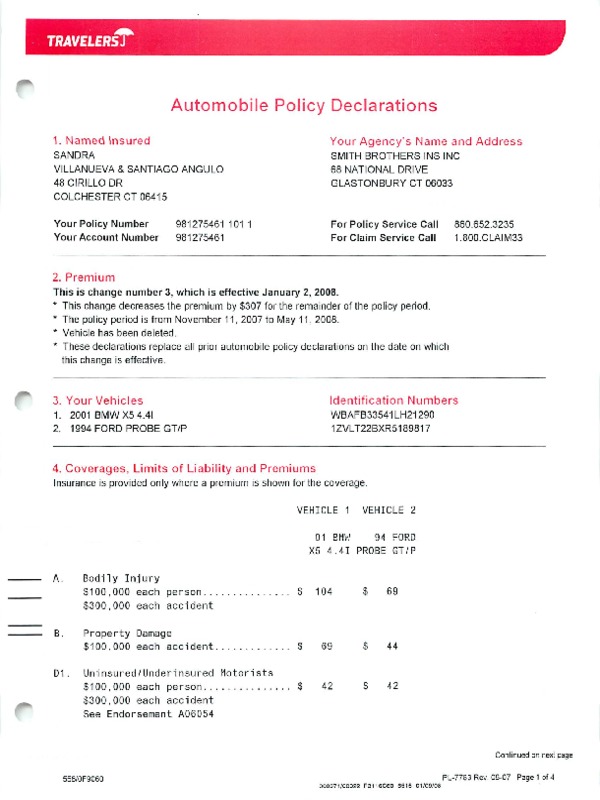 TRAVELERS
Automobile Policy Declarations
1. Named Insured
SANDRA
VILLANUEVA & SANTIAGO ANGULO
48 CIRILLO DR
COLCHESTER CT 06415
Your Agency's Name and Address
SMITH BROTHERS INS INC
68 NATIONAL DRIVE
GLASTONBURY CT 06033
Your Policy Number 981275461 101 1
Your Account Number 981275461
For Policy Service Call 860.652.3235
For Claim Service Call 1.800.CLAIM33
2. Premium
This is change number 3, which is effective January 2, 2008.
* This change decreases the premium by $307 for the remainder of the policy period.
* The policy period is from November 11, 2007 to May 11, 2008.
* Vehicle has been deleted.
* These declarations replace all prior automobile policy declarations on the date on which
this change is effective.
3. Your Vehicles Identification Numbers
1. 2001 BMW X5 4.4I WBAFB33541LH21290
2. 1994 FORD PROBE GT/P 1ZVLT22BXR5189817
4. Coverages, Limits of Liability and Premiums
Insurance is provided only where a premium is shown for the coverage.
VEHICLE 1 VEHICLE 2
01 BMW 94 FORD
X5 4.4I PROBE GT/P
A. Bodily Injury
$100,000 each person............... $ 104 $ 69
$300,000 each accident
B. Property Damage
$100,000 each accident............. $ 69 $ 44
D1. Uninsured/Underinsured Motorists
$100,000 each person............... $ 42 $ 42
$300,000 each accident
See Endorsement A06054
Continued on next page
PL-7783 Rev. 08-07 Page 1 of 4